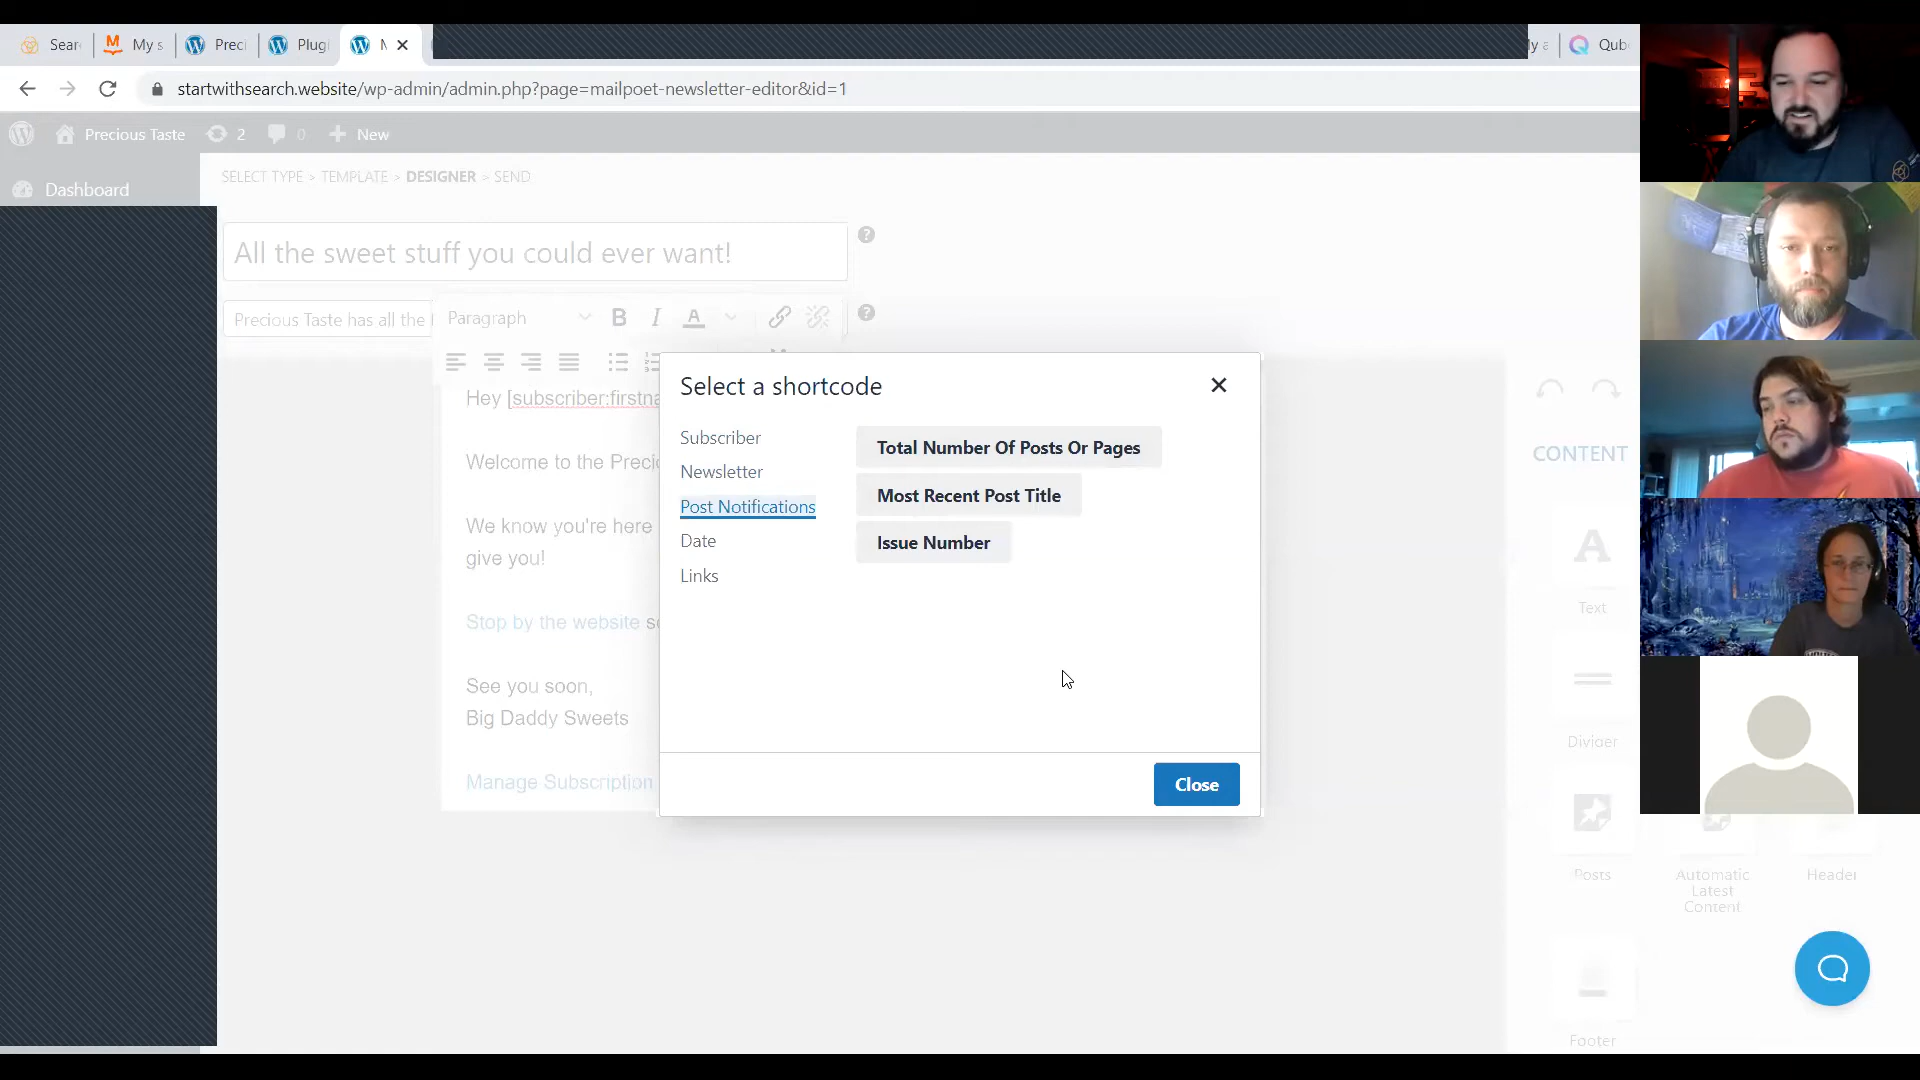 Sear
My s
Preci
Plugi
Qub
startwithsearch.website/wp-admin/admin.php?page=mailpoet-newsletter-editor&id=1
Precious Taste
2
0
New
Dashboard
SELECT TYPE > TEMPLATE > DESIGNER > SEND
All the sweet stuff you could ever want!
Precious Taste has all the
Paragraph
B I A
Hey [subscriber:firstna
Welcome to the Preci
We know you're here
give you!
Stop by the website
See you soon,
Big Daddy Sweets
Manage Subscription
Select a shortcode
Subscriber
Newsletter
Post Notifications
Date
Links
Total Number Of Posts Or Pages
Most Recent Post Title
Issue Number
Close
CONTENT
A
Text
Divider
Posts
Automatic
Latest
Content
Header
Footer